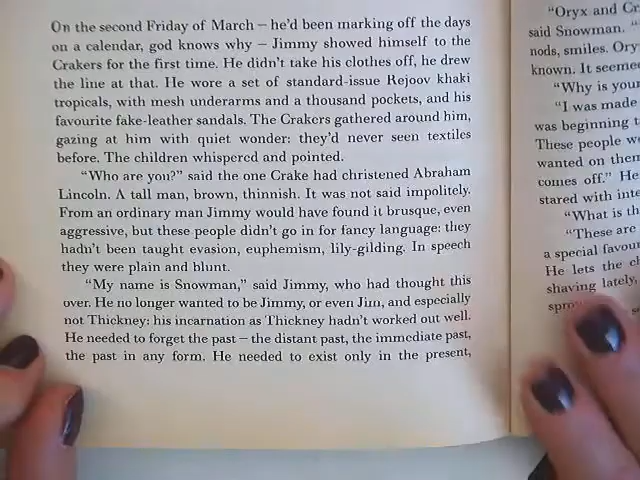 On the second Friday of March – he'd been marking off the days
on a calendar, god knows why – Jimmy showed himself to the
Crakers for the first time. He didn't take his clothes off, he drew
the line at that. He wore a set of standard-issue Rejoov khaki
tropicals, with mesh underarms and a thousand pockets, and his
favourite fake-leather sandals. The Crakers gathered around him,
gazing at him with quiet wonder: they'd never seen textiles
before. The children whispered and pointed.
"Who are you?" said the one Crake had christened Abraham
Lincoln. A tall man, brown, thinnish. It was not said impolitely.
From an ordinary man Jimmy would have found it brusque, even
aggressive, but these people didn't go in for fancy language: they
hadn't been taught evasion, euphemism, lily-gilding. In speech
they were plain and blunt.
"My name is Snowman," said Jimmy, who had thought this
over. He no longer wanted to be Jimmy, or even Jim, and especially
not Thickney: his incarnation as Thickney hadn't worked out well.
He needed to forget the past – the distant past, the immediate past,
the past in any form. He needed to exist only in the present,
"Oryx and Cr
said Snowman. "
nods, smiles. Ory
known. It seeme
"Why is your
"I was made
was beginning t
These people we
wanted on them
comes off." He
stared with inte
"What is th
"These are
a special favou
He lets the ch
shaving lately,